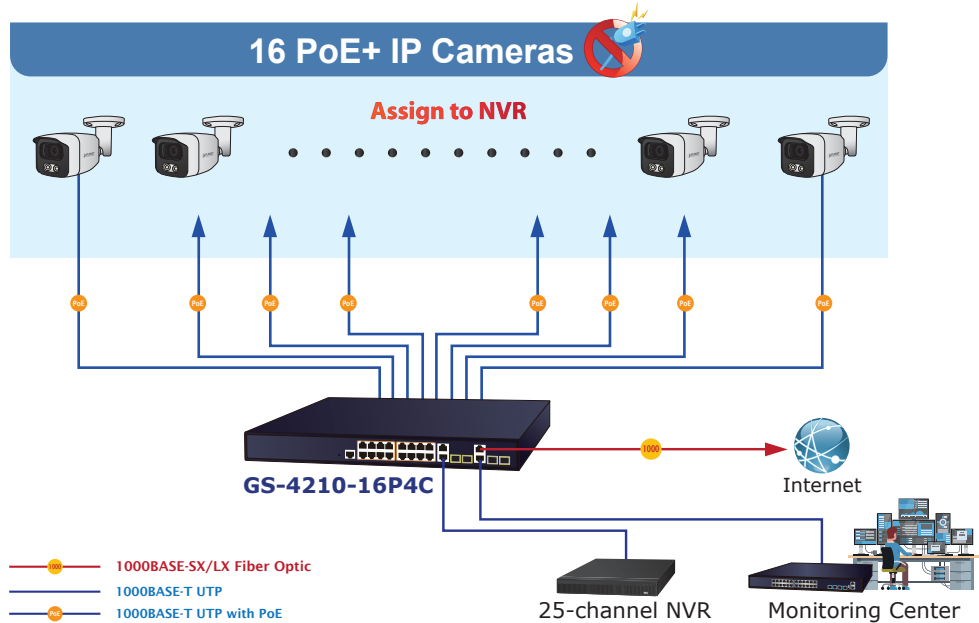 16 PoE+ IP Cameras
Assign to NVR
PoE PoE PoE PoE PoE PoE PoE PoE
1000
GS-4210-16P4C
Internet
1000 1000BASE-SX/LX Fiber Optic
1000BASE-T UTP
PoE 1000BASE-T UTP with PoE
25-channel NVR
Monitoring Center